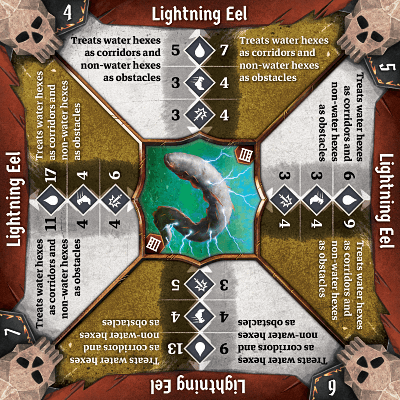 4
Lightning Eel
Treats water hexes
as corridors and
non-water hexes
as obstacles
5 7
3 3
3 4
Treats water hexes
as corridors and
non-water hexes
as obstacles
5
Lightning Eel
Treats water hexes
as corridors and
non-water hexes
as obstacles
6 9
3 4
3 4
Treats water hexes
as corridors and
non-water hexes
as obstacles
6
Lightning Eel
Treats water hexes
as corridors and
non-water hexes
as obstacles
9 13
4 4
3 5
Treats water hexes
as corridors and
non-water hexes
as obstacles
7
Lightning Eel
Treats water hexes
as corridors and
non-water hexes
as obstacles
11 17
4 4
4 6
Treats water hexes
as corridors and
non-water hexes
as obstacles